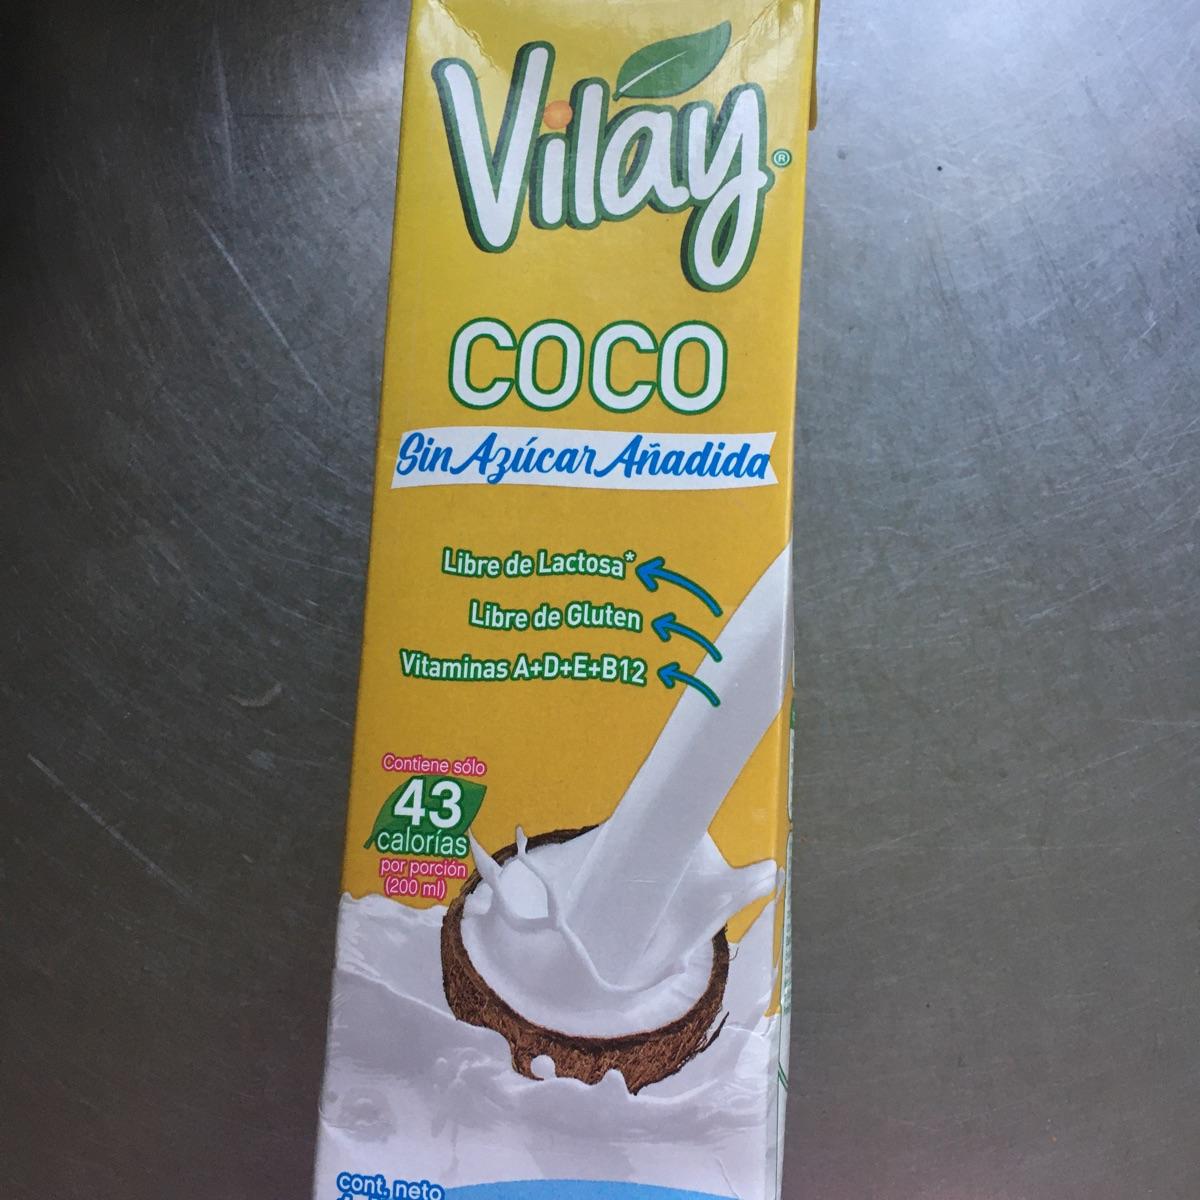 Vilay®
COCO
Sin Azúcar Añadida
Libre de Lactosa*
Libre de Gluten
Vitaminas A+D+E+B12
Contiene sólo
43
calorías
por porción
(200 ml)
cont. neto